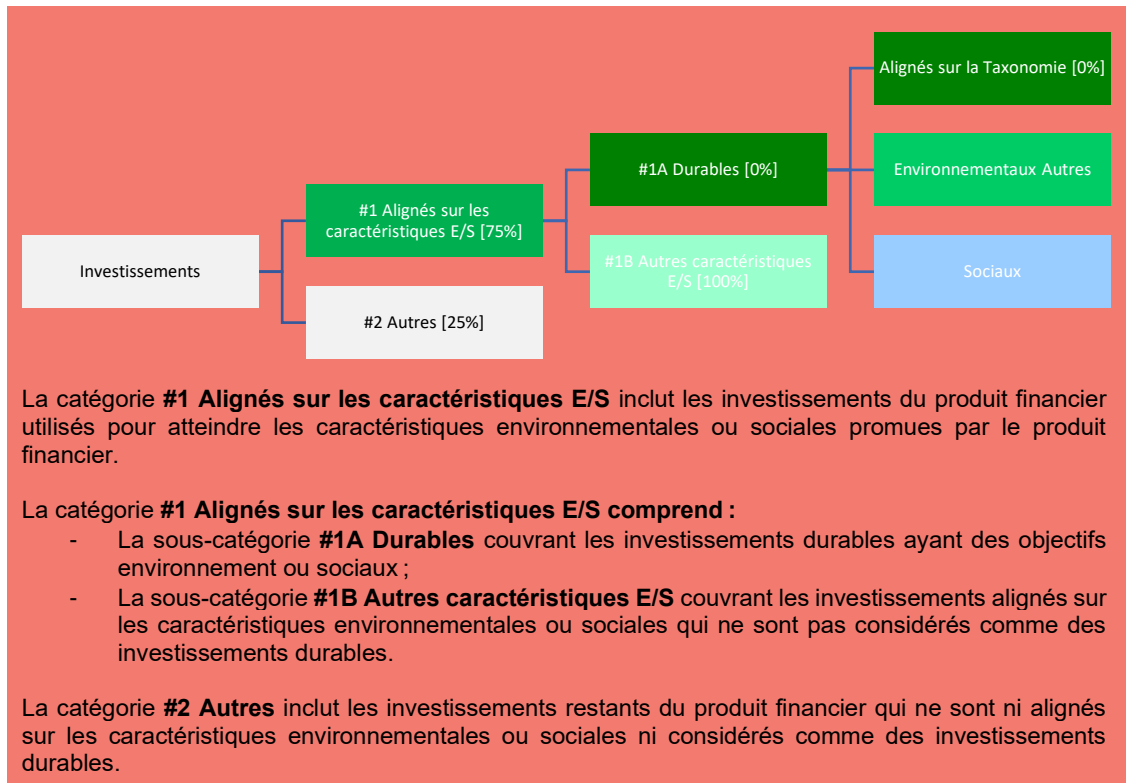 Alignés sur la Taxonomie [0%]
#1A Durables [0%]
Environnementaux Autres
#1 Alignés sur les
caractéristiques E/S [75%]
Investissements
#1B Autres caractéristiques
E/S [100%]
Sociaux
#2 Autres [25%]
La catégorie #1 Alignés sur les caractéristiques E/S inclut les investissements du produit financier
utilisés pour atteindre les caractéristiques environnementales ou sociales promues par le produit
financier.
La catégorie #1 Alignés sur les caractéristiques E/S comprend :
- La sous-catégorie #1A Durables couvrant les investissements durables ayant des objectifs
environnement ou sociaux ;
- La sous-catégorie #1B Autres caractéristiques E/S couvrant les investissements alignés sur
les caractéristiques environnementales ou sociales qui ne sont pas considérés comme des
investissements durables.
La catégorie #2 Autres inclut les investissements restants du produit financier qui ne sont ni alignés
sur les caractéristiques environnementales ou sociales ni considérés comme des investissements
durables.